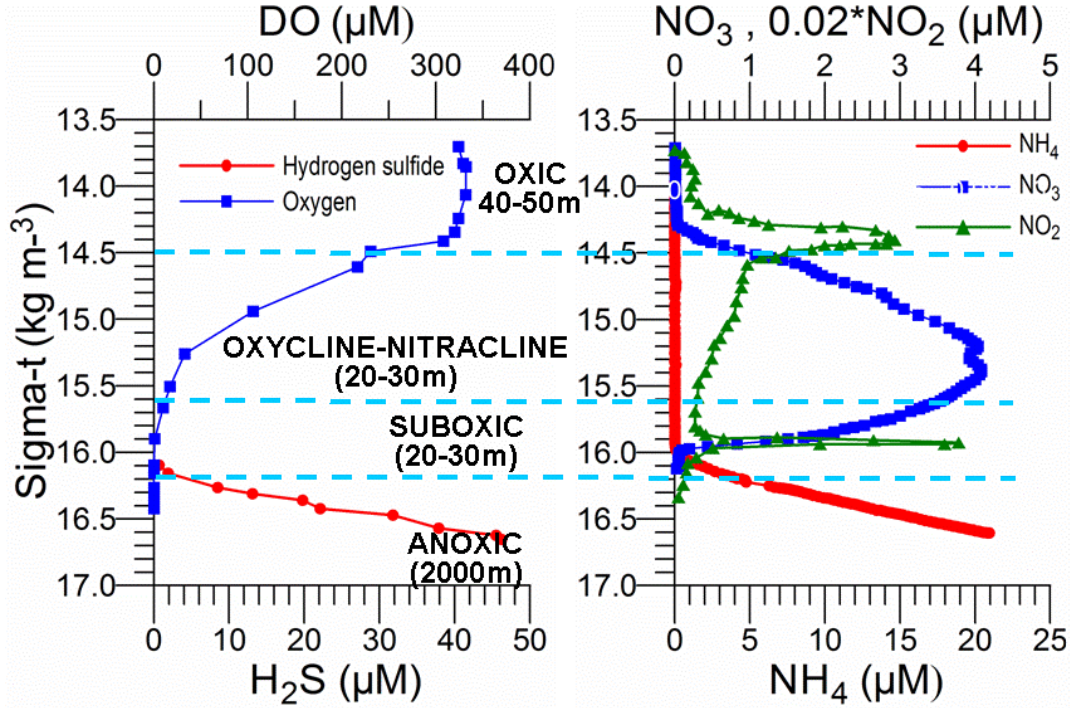 DO (µM)
0 100 200 300 400
13.5
14.0
14.5
15.0
15.5
16.0
16.5
17.0
Sigma-t (kg m-³)
Hydrogen sulfide
Oxygen
OXIC
40-50m
OXYCLINE-NITRACLINE
(20-30m)
SUBOXIC
(20-30m)
ANOXIC
(2000m)
0 10 20 30 40 50
H₂S (µM)
NO₃ , 0.02*NO₂ (µM)
0 1 2 3 4 5
13.5
14.0
14.5
15.0
15.5
16.0
16.5
17.0
0
NH₄
NO₃
NO₂
0 5 10 15 20 25
NH₄ (µM)